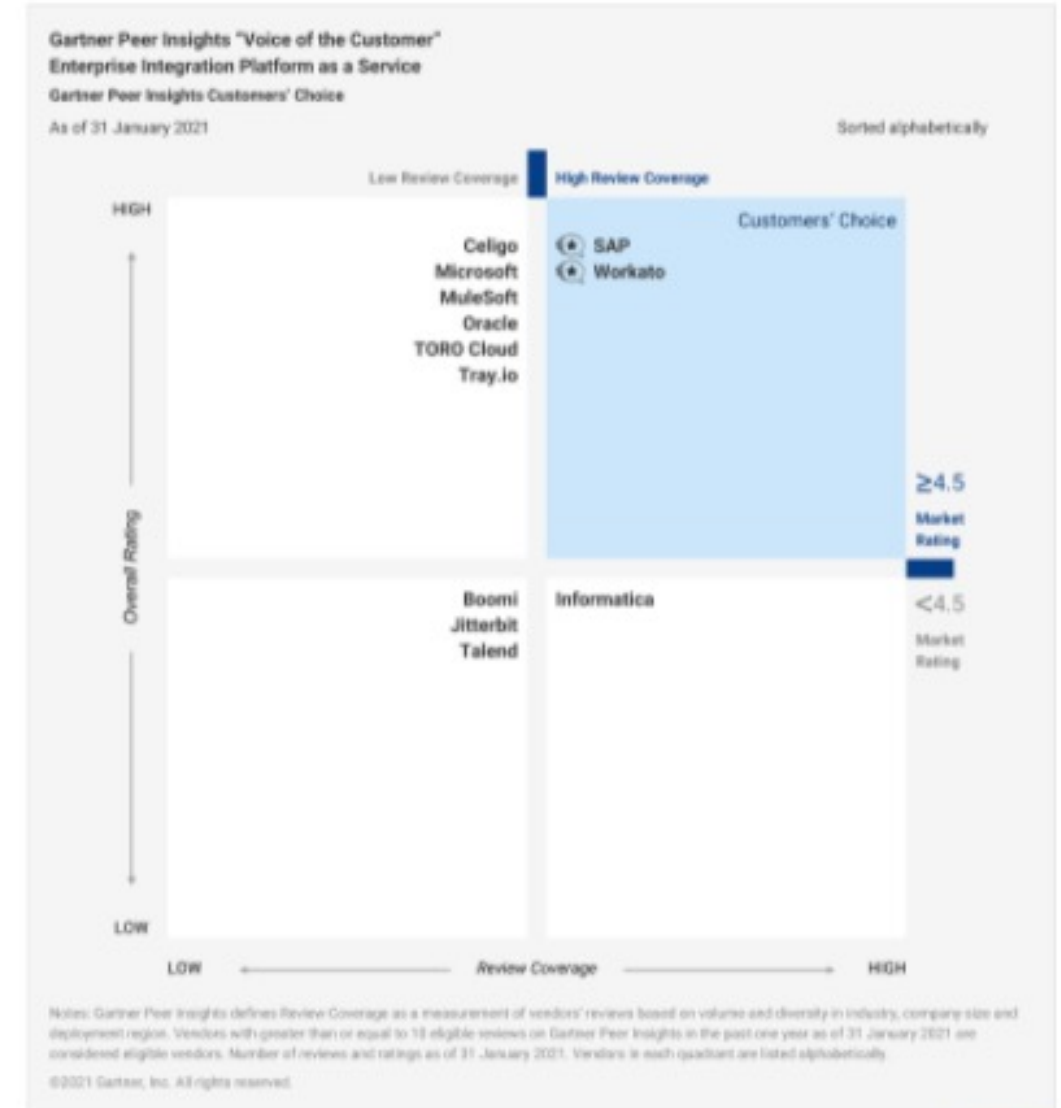 Gartner Peer Insights "Voice of the Customer"
Enterprise Integration Platform as a Service
Gartner Peer Insights Customers' Choice
As of 31 January 2021
Sorted alphabetically
Low Review Coverage
High Review Coverage
HIGH
Customers' Choice
Celigo
Microsoft
MuleSoft
Oracle
TORO Cloud
Tray.io
SAP
Workato
≥4.5
Market
Rating
Overall Rating
<4.5
Market
Rating
Boomi
Jitterbit
Talend
Informatica
LOW
LOW
Review Coverage
HIGH
Notes: Gartner Peer Insights defines Review Coverage as a measurement of vendors' reviews based on volume and diversity in industry, company size and
deployment region. Vendors with greater than or equal to 10 eligible reviews on Gartner Peer Insights in the past one year as of 31 January 2021 are
considered eligible vendors. Number of reviews and ratings as of 31 January 2021. Vendors in each quadrant are listed alphabetically.
©2021 Gartner, Inc. All rights reserved.